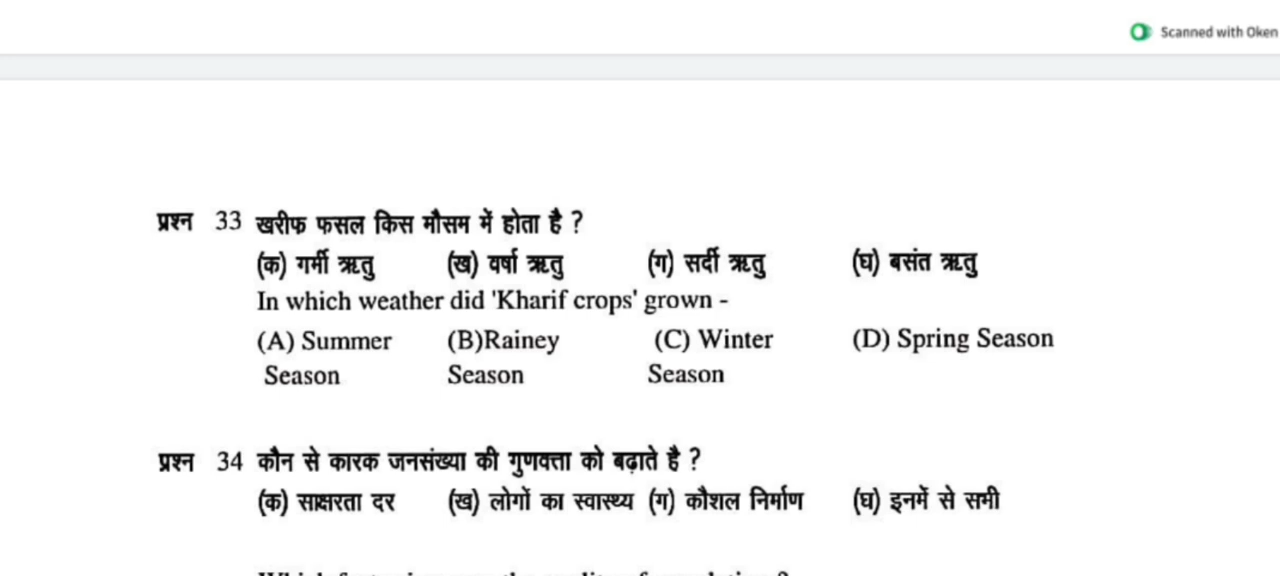 Scanned with Oken
प्रश्न 33 खरीफ फसल किस मौसम में होता है ?
(क) गर्मी ऋतु (ख) वर्षा ऋतु (ग) सर्दी ऋतु (घ) बसंत ऋतु
In which weather did 'Kharif crops' grown -
(A) Summer (B)Rainey (C) Winter (D) Spring Season
Season Season Season
प्रश्न 34 कौन से कारक जनसंख्या की गुणवत्ता को बढ़ाते है ?
(क) साक्षरता दर (ख) लोगों का स्वास्थ्य (ग) कौशल निर्माण (घ) इनमें से सभी